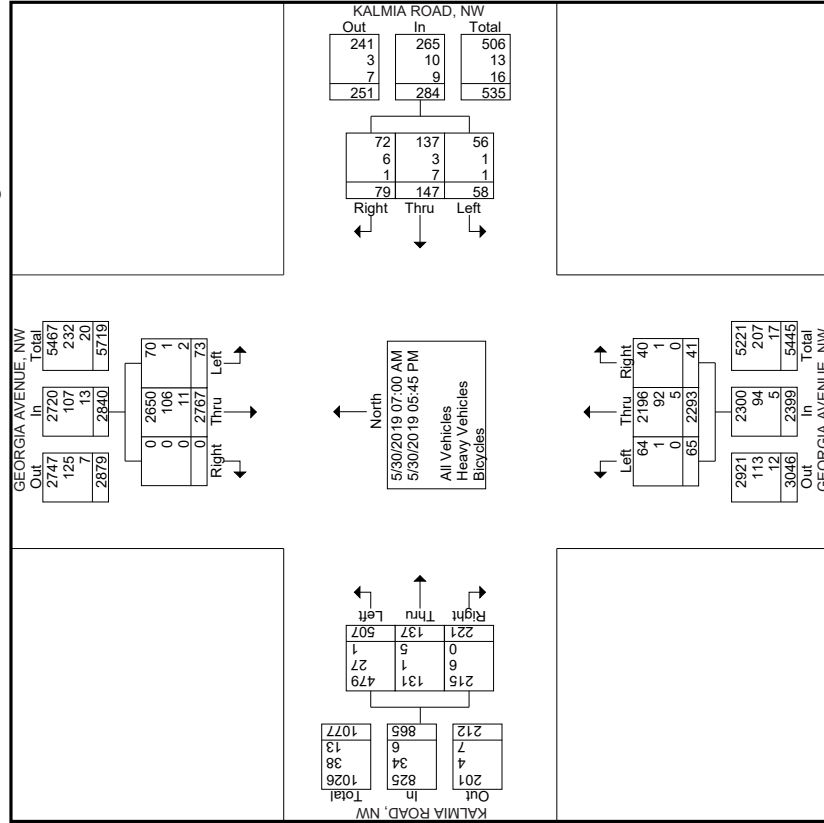 KALMIA ROAD, NW
Out In Total
241 265 506
3 10 13
7 9 16
251 284 535
72 137 56
6 3 1
1 7 1
79 147 58
Right Thru Left
GEORGIA AVENUE, NW
Out In Total
2747 2720 5467
125 107 232
7 13 20
2879 2840 5719
0 2650 70
0 106 1
0 11 2
0 2767 73
Right Thru Left
North
5/30/2019 07:00 AM
5/30/2019 05:45 PM
All Vehicles
Heavy Vehicles
Bicycles
Left Thru Right
64 2196 40
1 92 1
0 5 0
65 2293 41
2921 2300 5221
113 94 207
12 5 17
3046 2399 5445
Out In Total
GEORGIA AVENUE, NW
KALMIA ROAD, NW
Out In Total
201 825 1026
4 34 38
7 6 13
212 865 1077
215 131 479
6 1 27
0 5 1
221 137 507
Right Thru Left